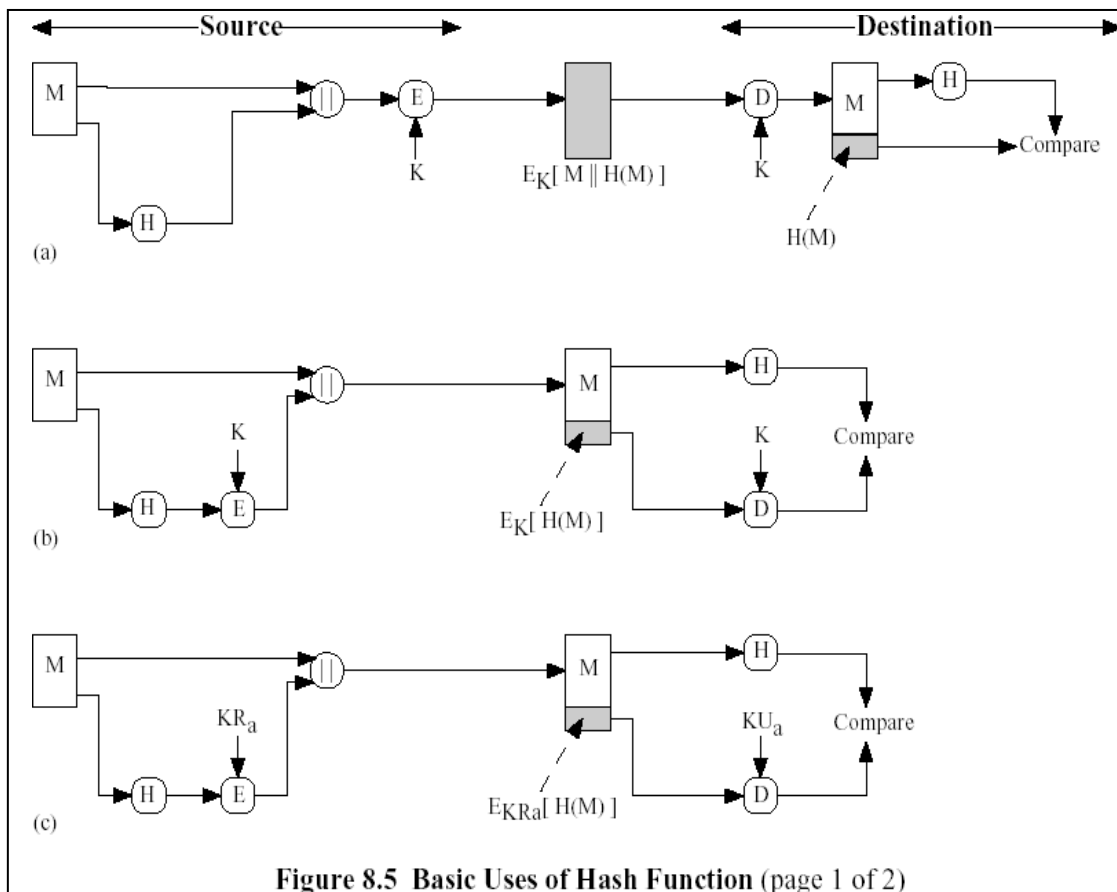 Source Destination
M || E D M H
K E_K[ M || H(M) ] K Compare
H H(M)
(a)
M || M H
K K Compare
H E E_K[ H(M) ] D
(b)
M || M H
KR_a KU_a Compare
H E E_KRa[ H(M) ] D
(c)
Figure 8.5 Basic Uses of Hash Function (page 1 of 2)